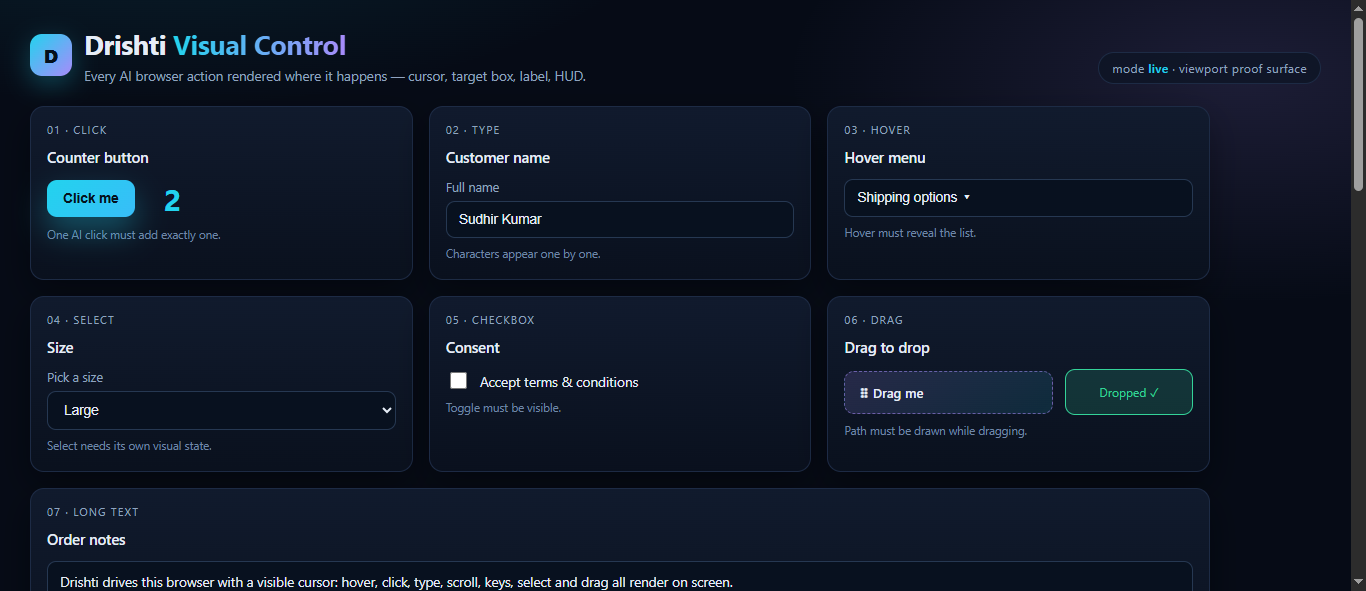 D
Drishti Visual Control
Every AI browser action rendered where it happens — cursor, target box, label, HUD.
mode live · viewport proof surface
01 · CLICK
Counter button
Click me
2
One AI click must add exactly one.
02 · TYPE
Customer name
Full name
Sudhir Kumar
Characters appear one by one.
03 · HOVER
Hover menu
Shipping options ▾
Hover must reveal the list.
04 · SELECT
Size
Pick a size
Large
Select needs its own visual state.
05 · CHECKBOX
Consent
Accept terms & conditions
Toggle must be visible.
06 · DRAG
Drag to drop
⠿ Drag me
Dropped ✓
Path must be drawn while dragging.
07 · LONG TEXT
Order notes
Drishti drives this browser with a visible cursor: hover, click, type, scroll, keys, select and drag all render on screen.